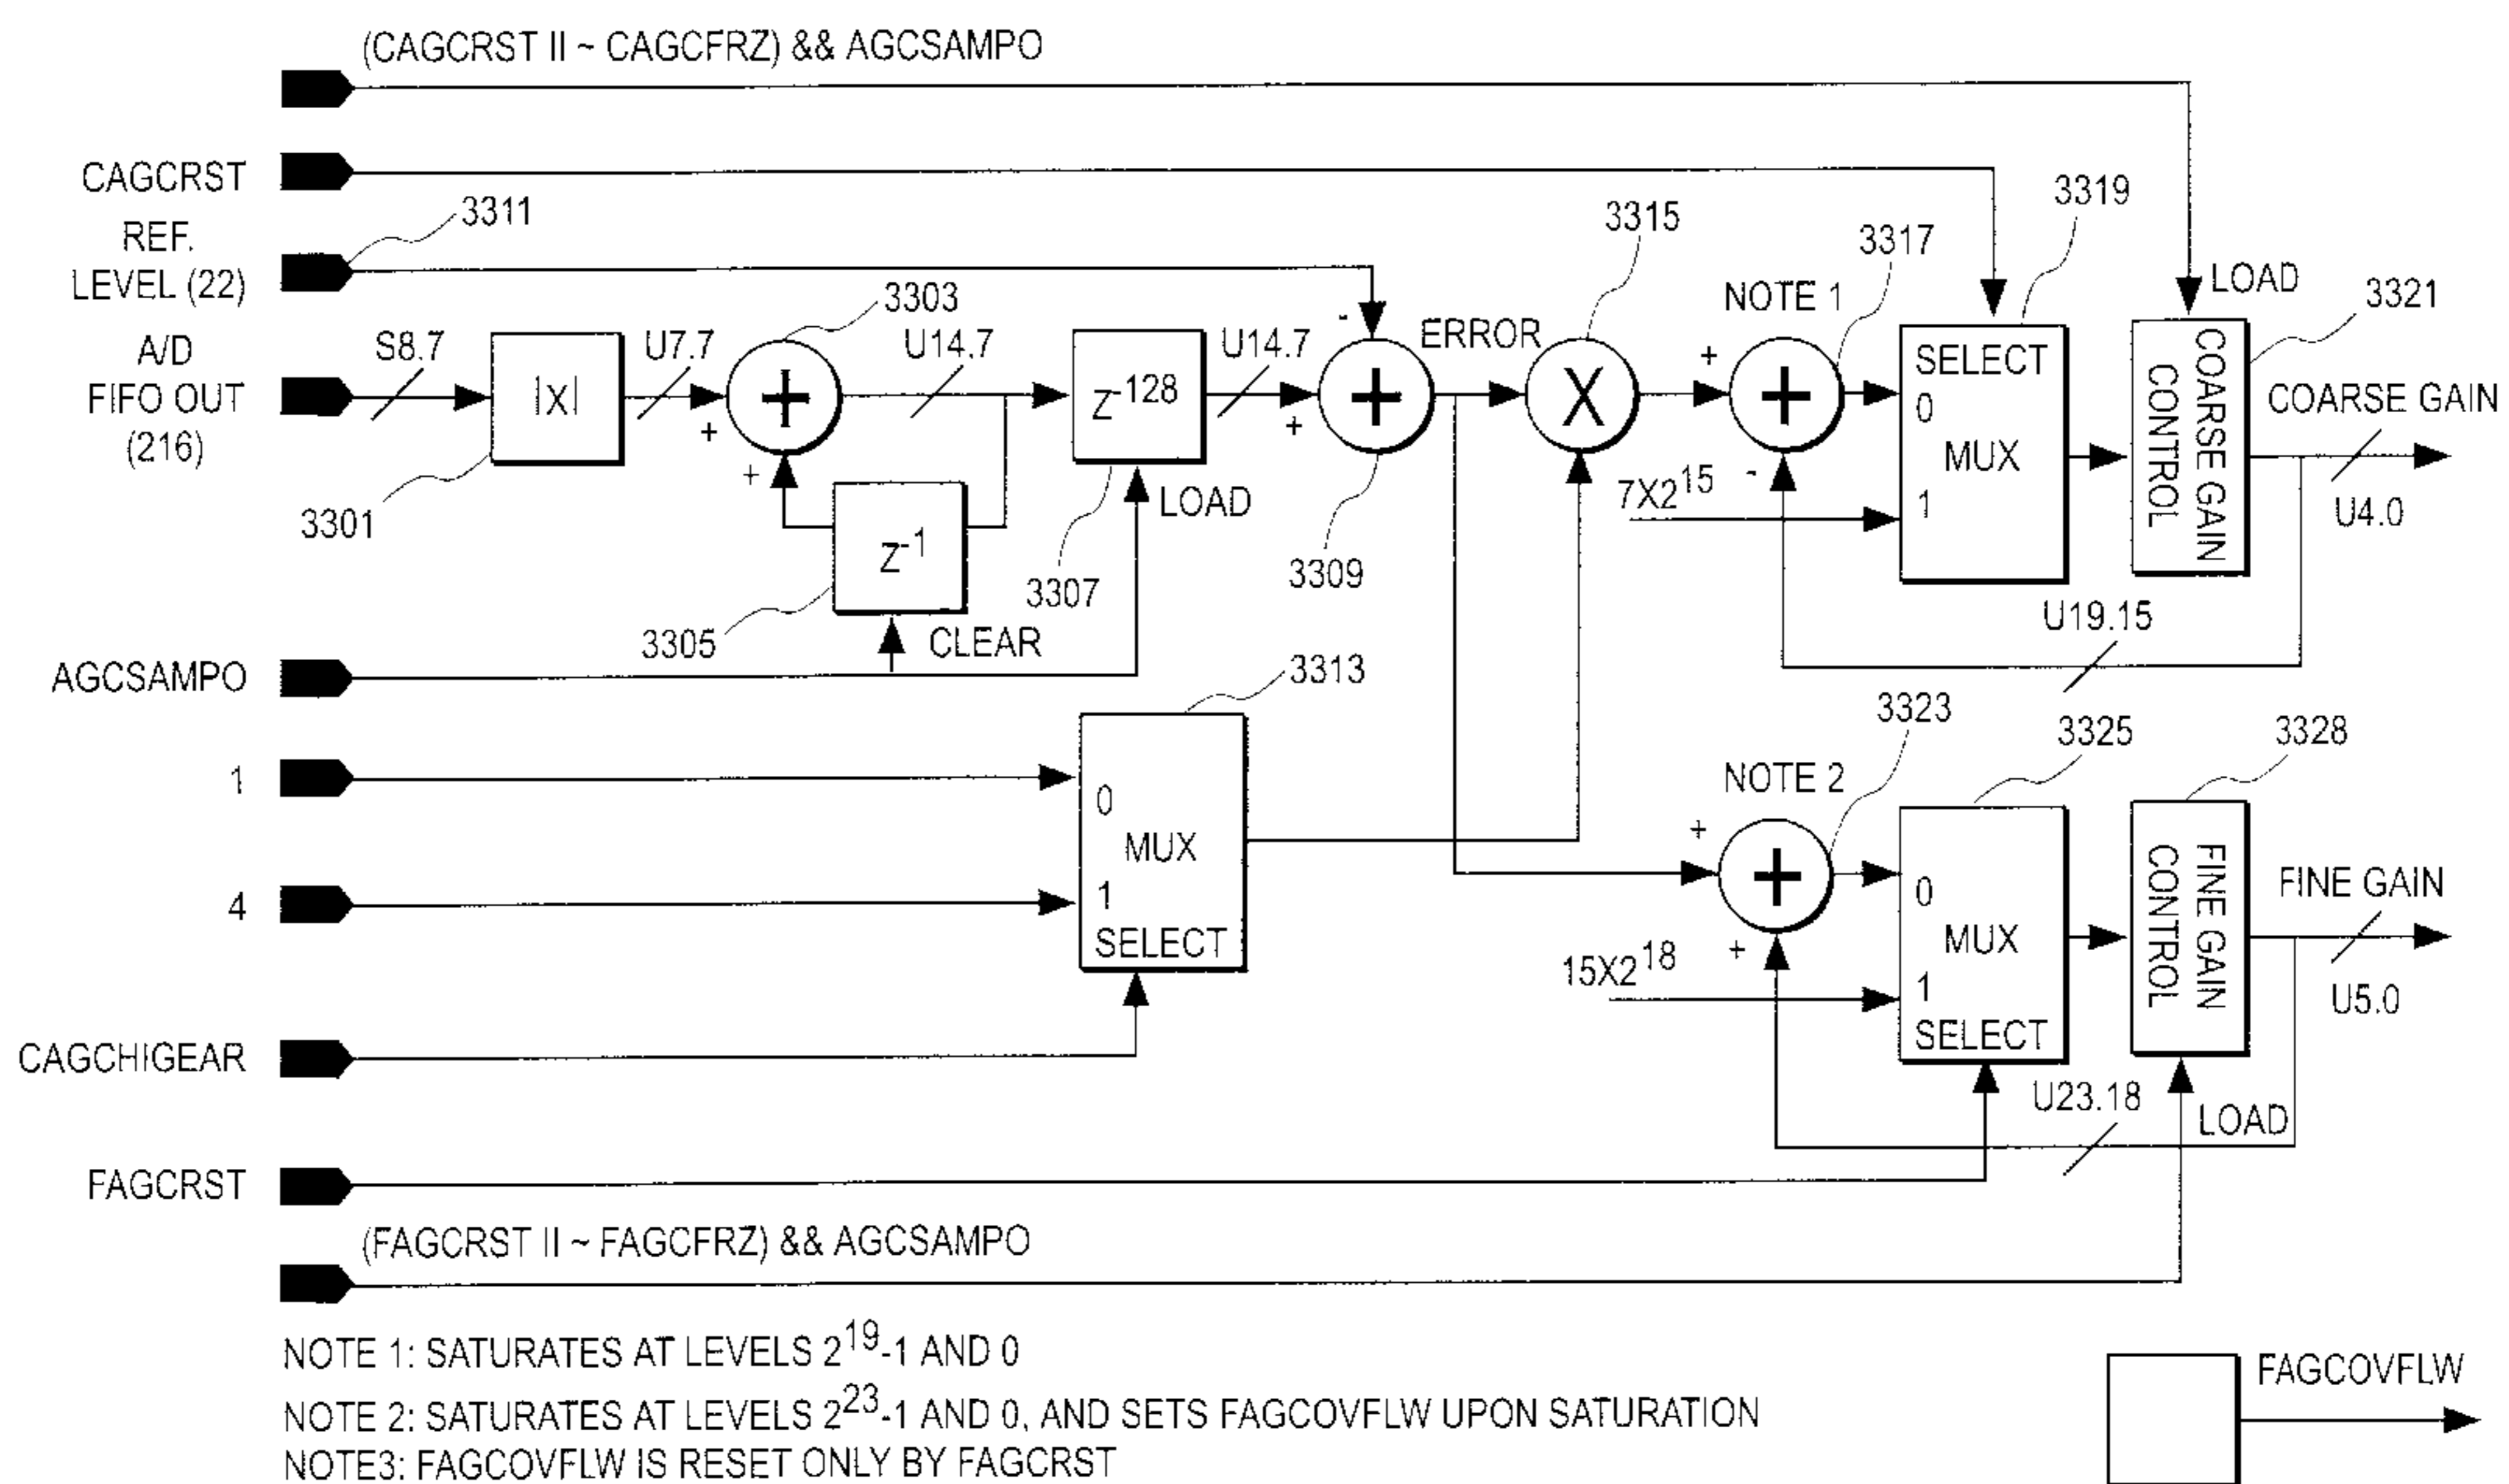 (CAGCRST II ~ CAGCFRZ) && AGCSAMPO
CAGCRST
3311
REF.
LEVEL (22)
A/D
FIFO OUT
(216)
S8.7
|x|
3301
U7.7
+
3303
+
+
U14.7
Z-1
3305
CLEAR
Z-128
3307
LOAD
U14.7
-
+
+
3309
ERROR
3315
X
NOTE 1
3317
+
+
-
7X2 15
3319
SELECT
0
MUX
1
LOAD
3321
COARSE GAIN
CONTROL
COARSE GAIN
U4.0
U19.15
AGCSAMPO
3313
1
4
0
MUX
1
SELECT
CAGCHIGEAR
NOTE 2
3323
+
+
+
15X2 18
3325
0
MUX
1
SELECT
3328
FINE GAIN
CONTROL
FINE GAIN
U5.0
U23.18
LOAD
FAGCRST
(FAGCRST II ~ FAGCFRZ) && AGCSAMPO
NOTE 1: SATURATES AT LEVELS 2 19-1 AND 0
NOTE 2: SATURATES AT LEVELS 2 23-1 AND 0, AND SETS FAGCOVFLW UPON SATURATION
NOTE3: FAGCOVFLW IS RESET ONLY BY FAGCRST
FAGCOVFLW